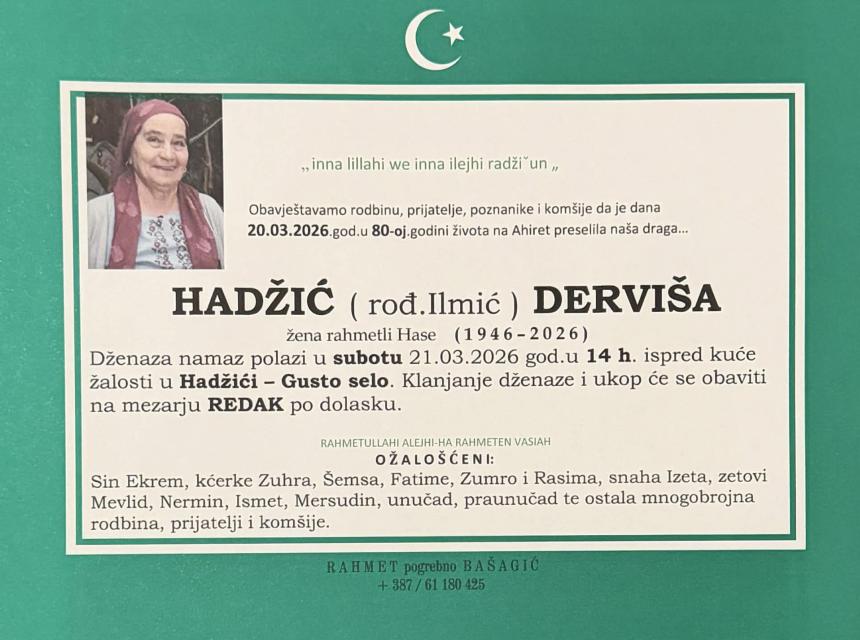 „inna lillahi we inna ilejhi radžiˇun „
Obavještavamo rodbinu, prijatelje, poznanike i komšije da je dana
20.03.2026.god.u 80-oj.godini života na Ahiret preselila naša draga...
HADŽIĆ ( rođ.Ilmić ) DERVIŠA
žena rahmetli Hase (1946–2026)
Dženaza namaz polazi u subotu 21.03.2026 god.u 14 h. ispred kuće
žalosti u Hadžići – Gusto selo. Klanjanje dženaze i ukop će se obaviti
na mezarju REDAK po dolasku.
RAHMETULLAHI ALEJHI-HA RAHMETEN VASIAH
OŽALOŠĆENI:
Sin Ekrem, kćerke Zuhra, Šemsa, Fatime, Zumro i Rasima, snaha Izeta, zetovi
Mevlid, Nermin, Ismet, Mersudin, unučad, praunučad te ostala mnogobrojna
rodbina, prijatelji i komšije.
RAHMET pogrebno BAŠAGIĆ
+ 387 / 61 180 425